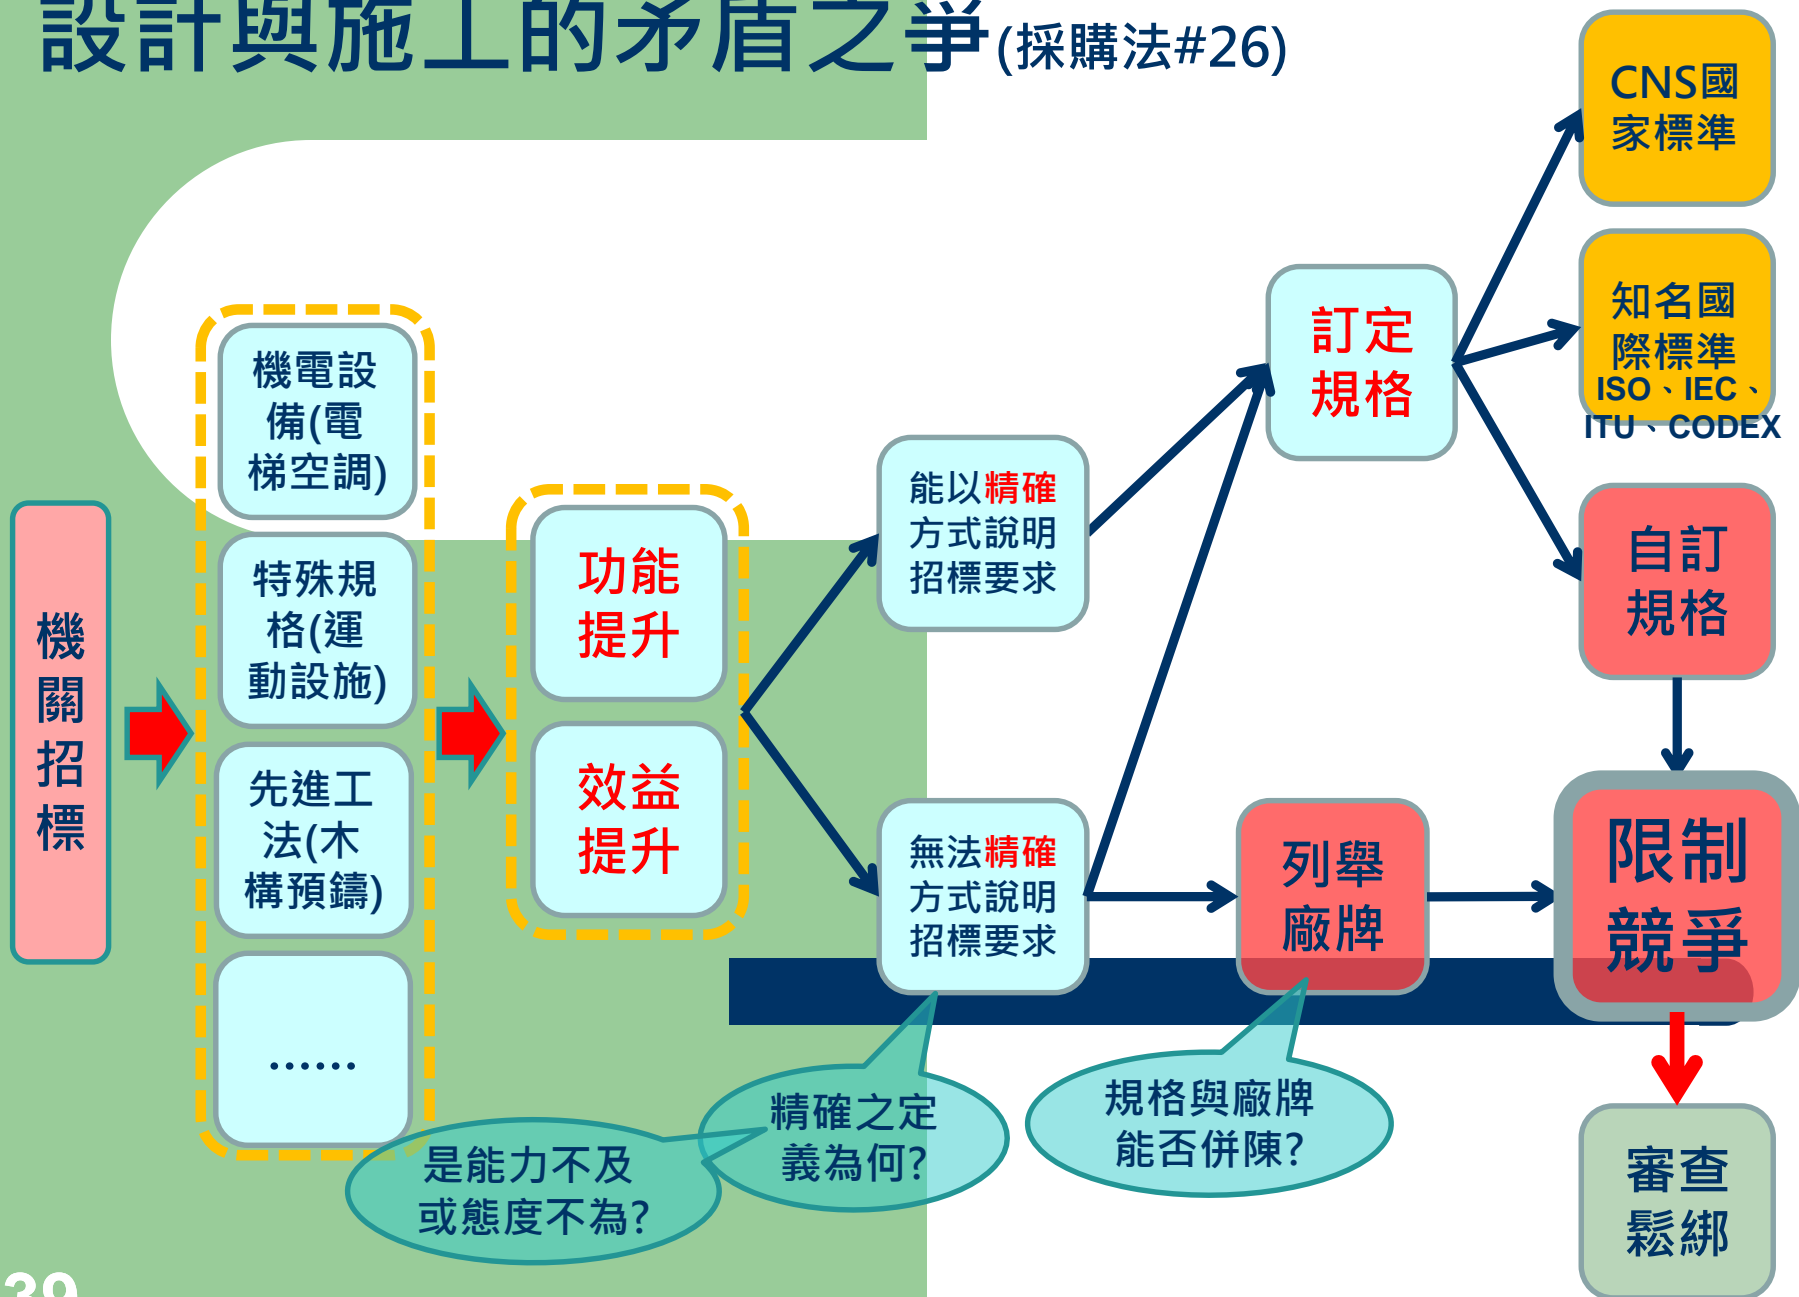 設計與施工的矛盾之爭(採購法#26)
機
關
招
標
機電設
備(電
梯空調)
特殊規
格(運
動設施)
先進工
法(木
構預鑄)
……
功能
提升
效益
提升
能以精確
方式說明
招標要求
無法精確
方式說明
招標要求
訂定
規格
列舉
廠牌
CNS國
家標準
知名國
際標準
ISO、IEC、
ITU、CODEX
自訂
規格
限制
競爭
審查
鬆綁
是能力不及
或態度不為?
精確之定
義為何?
規格與廠牌
能否併陳?
39